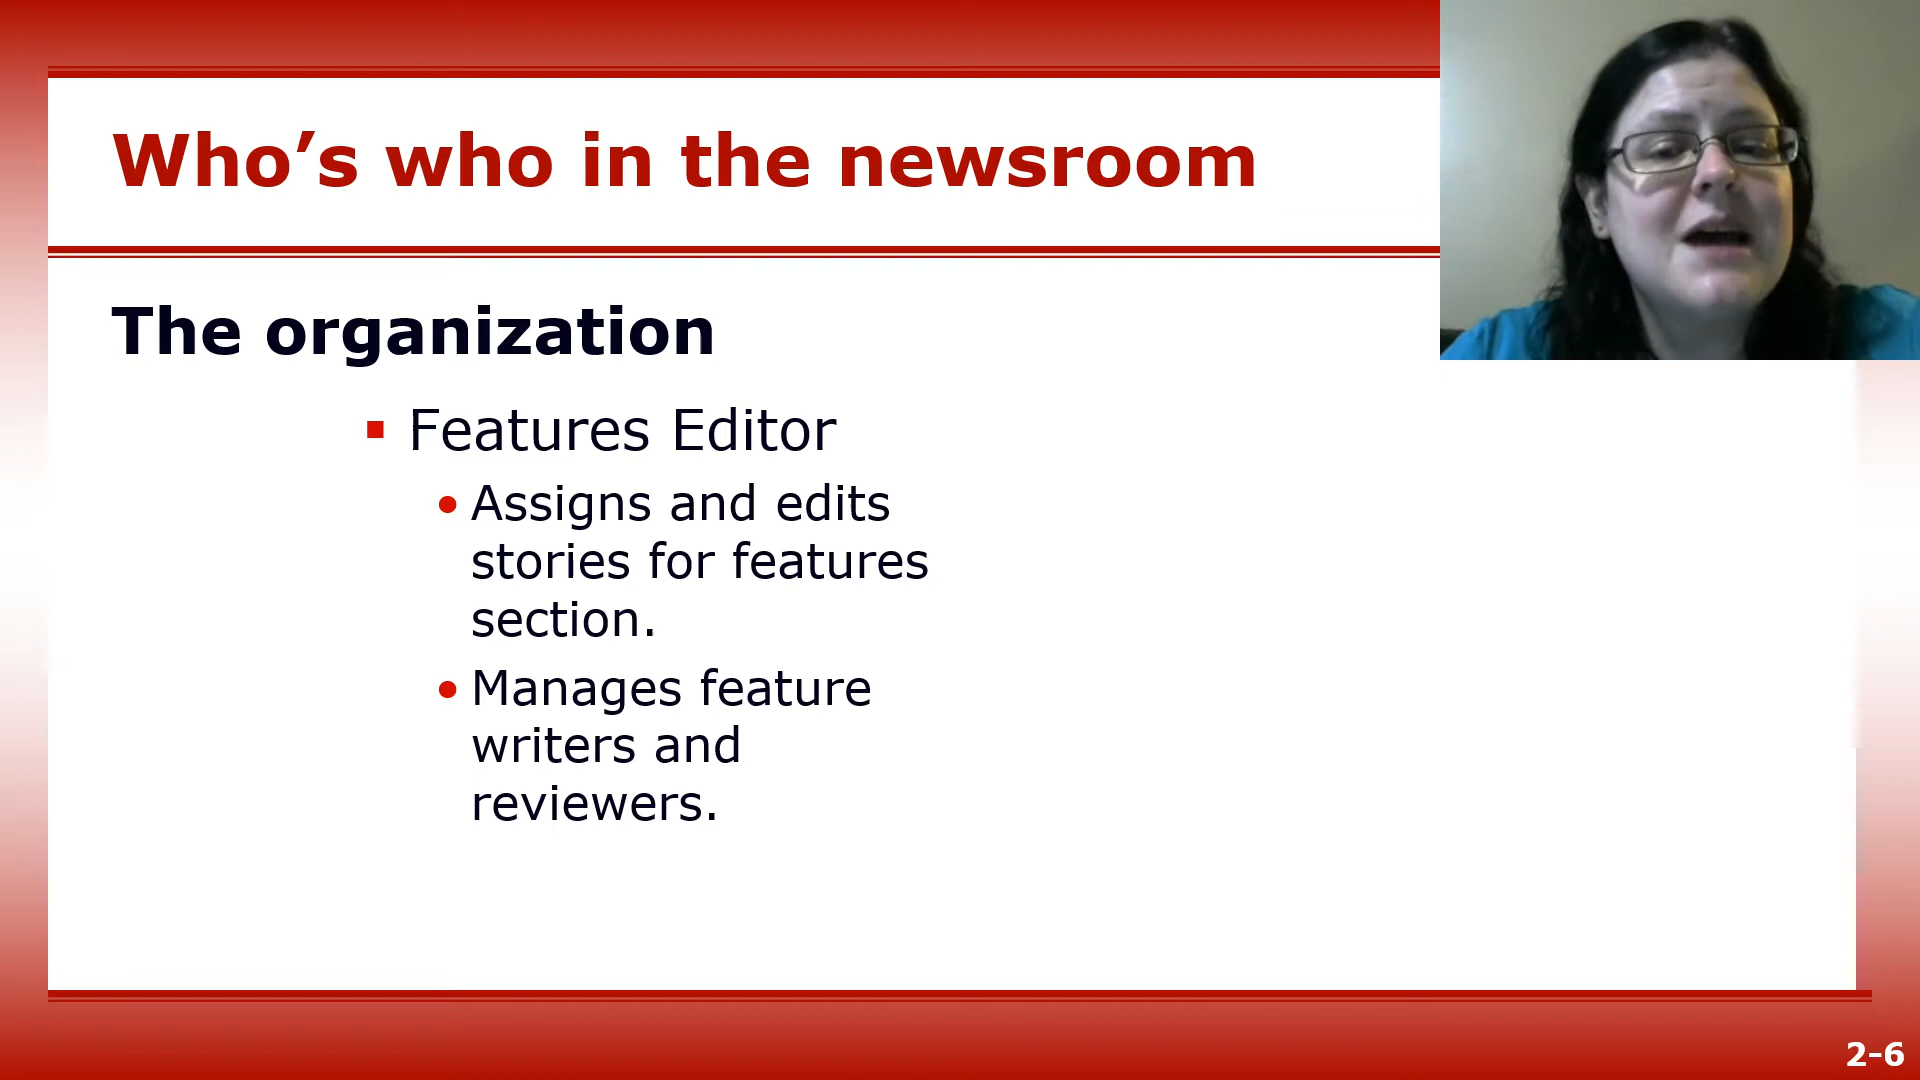 Who’s who in the newsroom
The organization
▪ Features Editor
• Assigns and edits
stories for features
section.
• Manages feature
writers and
reviewers.
2-6